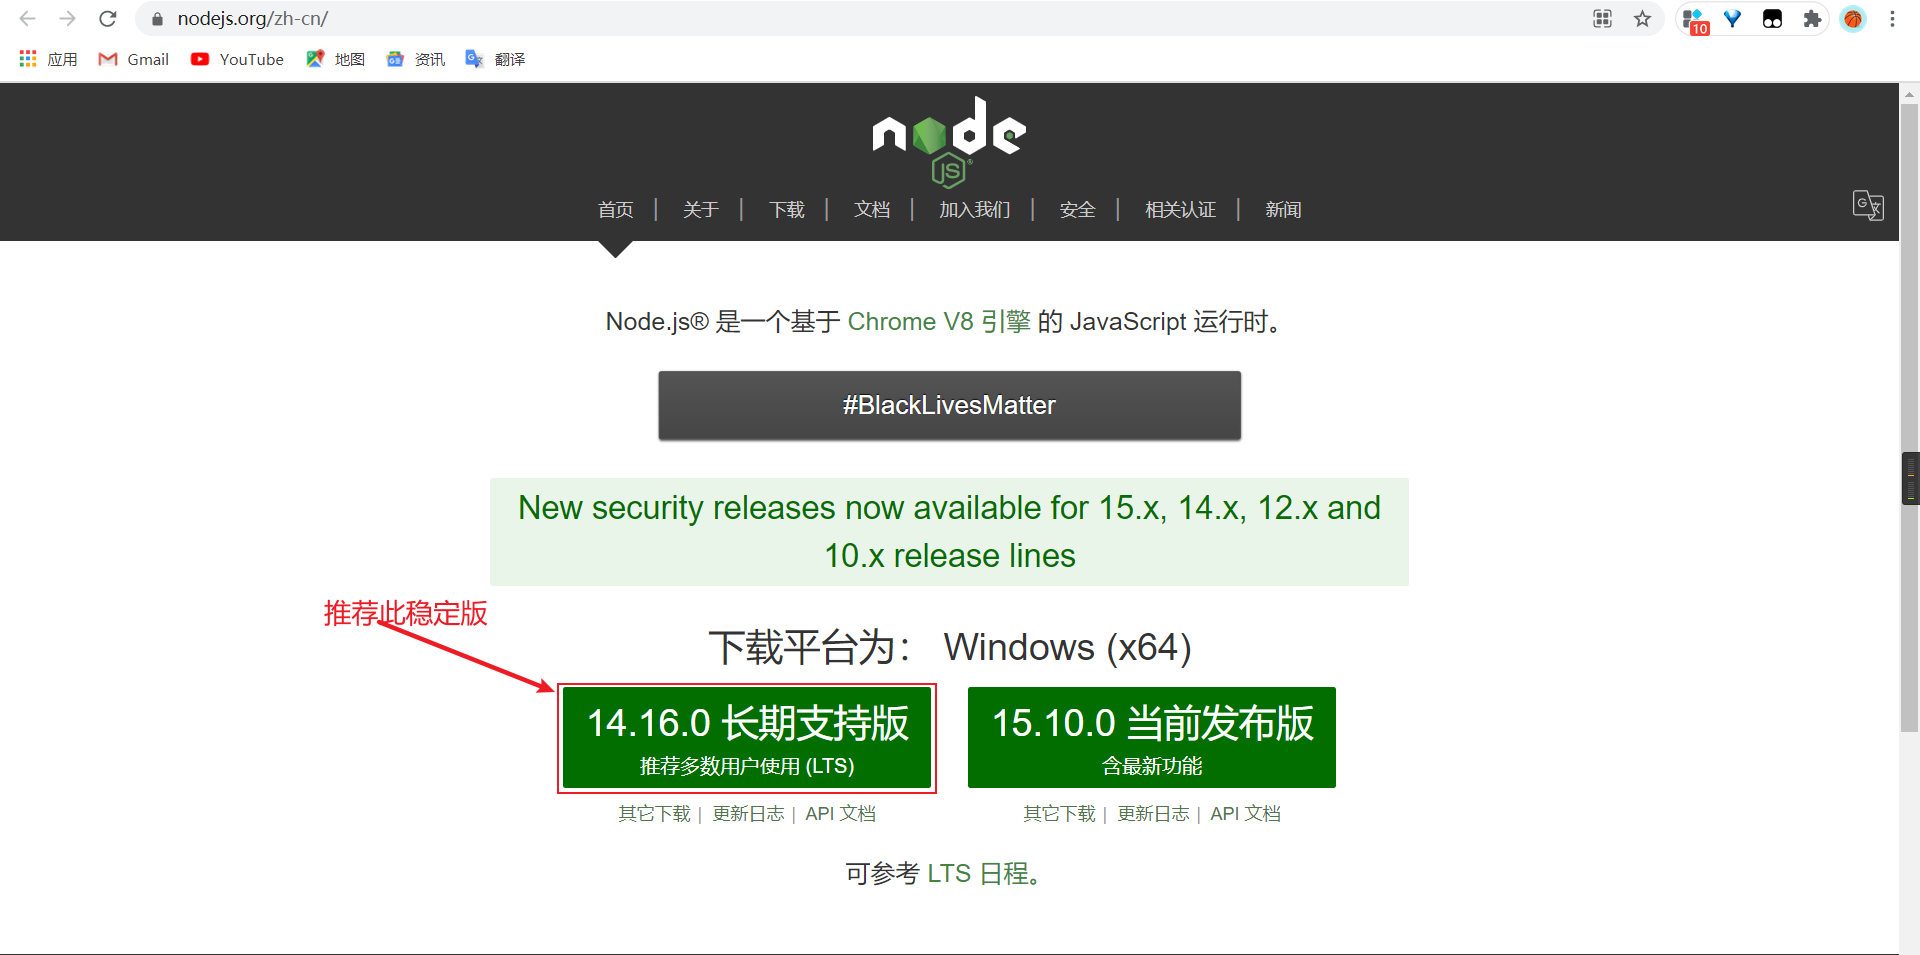 nodejs.org/zh-cn/
10
应用 Gmail YouTube 地图 资讯 翻译
node
JS®
首页 | 关于 | 下载 | 文档 | 加入我们 | 安全 | 相关认证 | 新闻
Node.js® 是一个基于 Chrome V8 引擎 的 JavaScript 运行时。
#BlackLivesMatter
New security releases now available for 15.x, 14.x, 12.x and
10.x release lines
推荐此稳定版
下载平台为： Windows (x64)
14.16.0 长期支持版
推荐多数用户使用 (LTS)
其它下载 | 更新日志 | API 文档
15.10.0 当前发布版
含最新功能
其它下载 | 更新日志 | API 文档
可参考 LTS 日程。